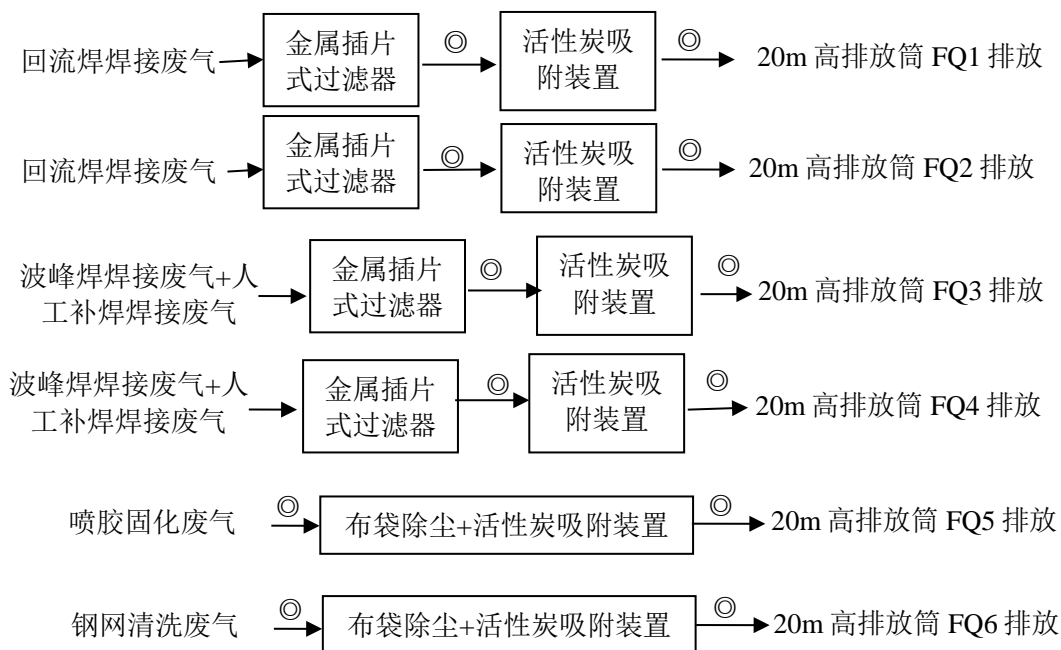 回流焊焊接废气
金属插片
式过滤器
◎
活性炭吸
附装置
◎
20m 高排放筒 FQ1 排放
回流焊焊接废气
金属插片
式过滤器
◎
活性炭吸
附装置
◎
20m 高排放筒 FQ2 排放
波峰焊焊接废气+人
工补焊焊接废气
金属插片
式过滤器
◎
活性炭吸
附装置
◎
20m 高排放筒 FQ3 排放
波峰焊焊接废气+人
工补焊焊接废气
金属插片
式过滤器
◎
活性炭吸
附装置
◎
20m 高排放筒 FQ4 排放
喷胶固化废气
◎
布袋除尘+活性炭吸附装置
◎
20m 高排放筒 FQ5 排放
钢网清洗废气
◎
布袋除尘+活性炭吸附装置
◎
20m 高排放筒 FQ6 排放